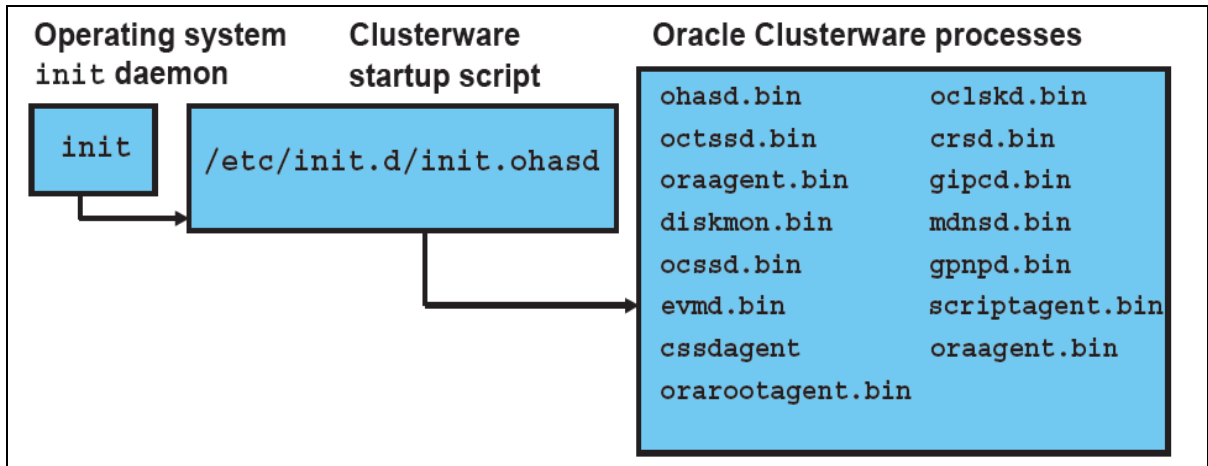 Operating system
init daemon
Clusterware
startup script
Oracle Clusterware processes
init
/etc/init.d/init.ohasd
ohasd.bin
octssd.bin
oraagent.bin
diskmon.bin
ocssd.bin
evmd.bin
cssdagent
orarootagent.bin
oclskd.bin
crsd.bin
gipcd.bin
mdnsd.bin
gpnpd.bin
scriptagent.bin
oraagent.bin